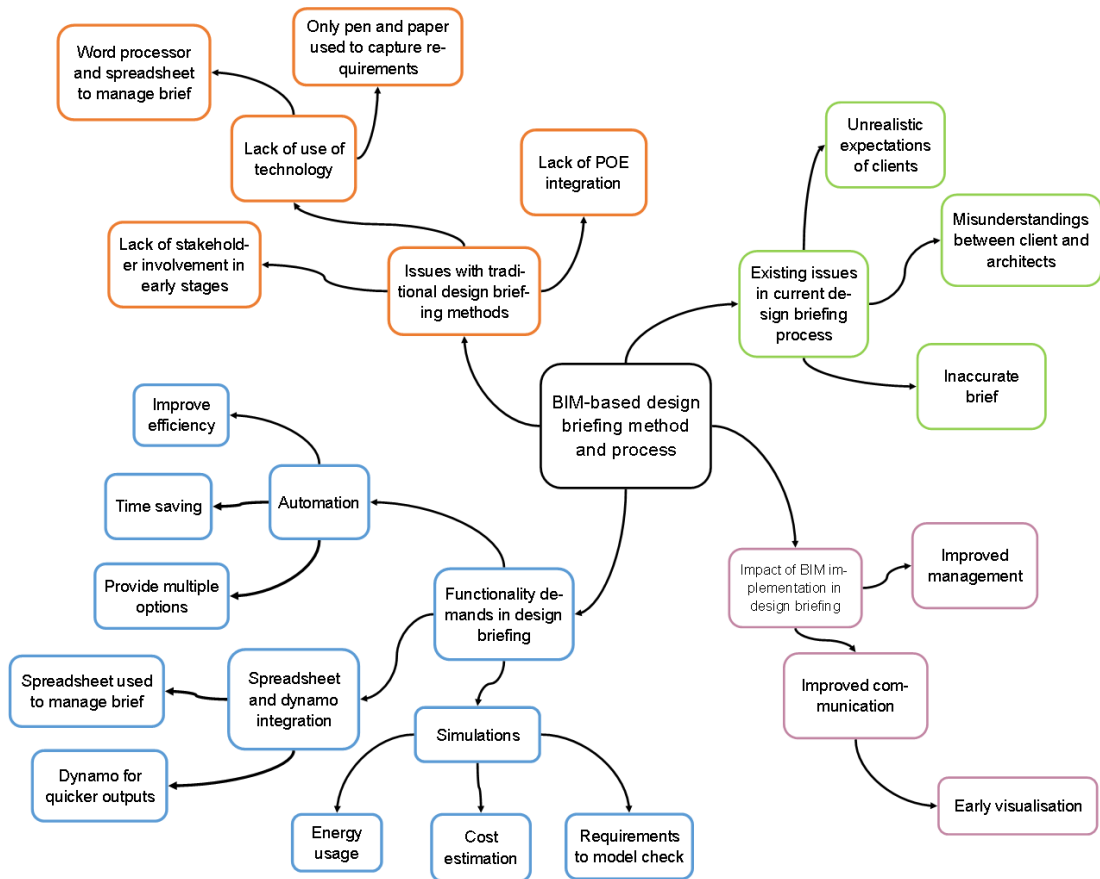 Only pen and paper
used to capture re-
quirements
Word processor
and spreadsheet
to manage brief
Lack of use of
technology
Lack of POE
integration
Lack of stakehold-
er involvement in
early stages
Issues with tradi-
tional design brief-
ing methods
Unrealistic
expectations
of clients
Misunderstandings
between client and
architects
Existing issues
in current de-
sign briefing
process
Inaccurate
brief
BIM-based design
briefing method
and process
Improve
efficiency
Time saving
Automation
Provide multiple
options
Functionality de-
mands in design
briefing
Spreadsheet used
to manage brief
Spreadsheet
and dynamo
integration
Dynamo for
quicker outputs
Simulations
Energy
usage
Cost
estimation
Requirements
to model check
Impact of BIM im-
plementation in
design briefing
Improved
management
Improved com-
munication
Early visualisation